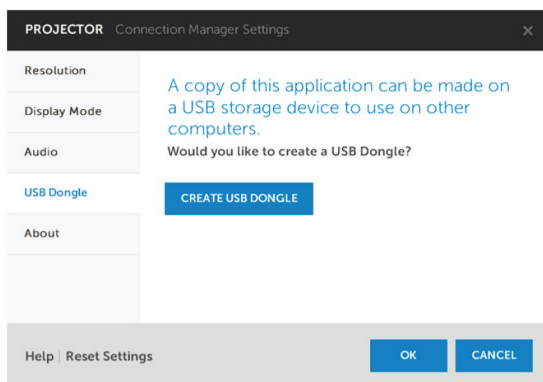 PROJECTOR Connection Manager Settings
Resolution
Display Mode
Audio
USB Dongle
About
A copy of this application can be made on
a USB storage device to use on other
computers.
Would you like to create a USB Dongle?
CREATE USB DONGLE
Help | Reset Settings
OK
CANCEL